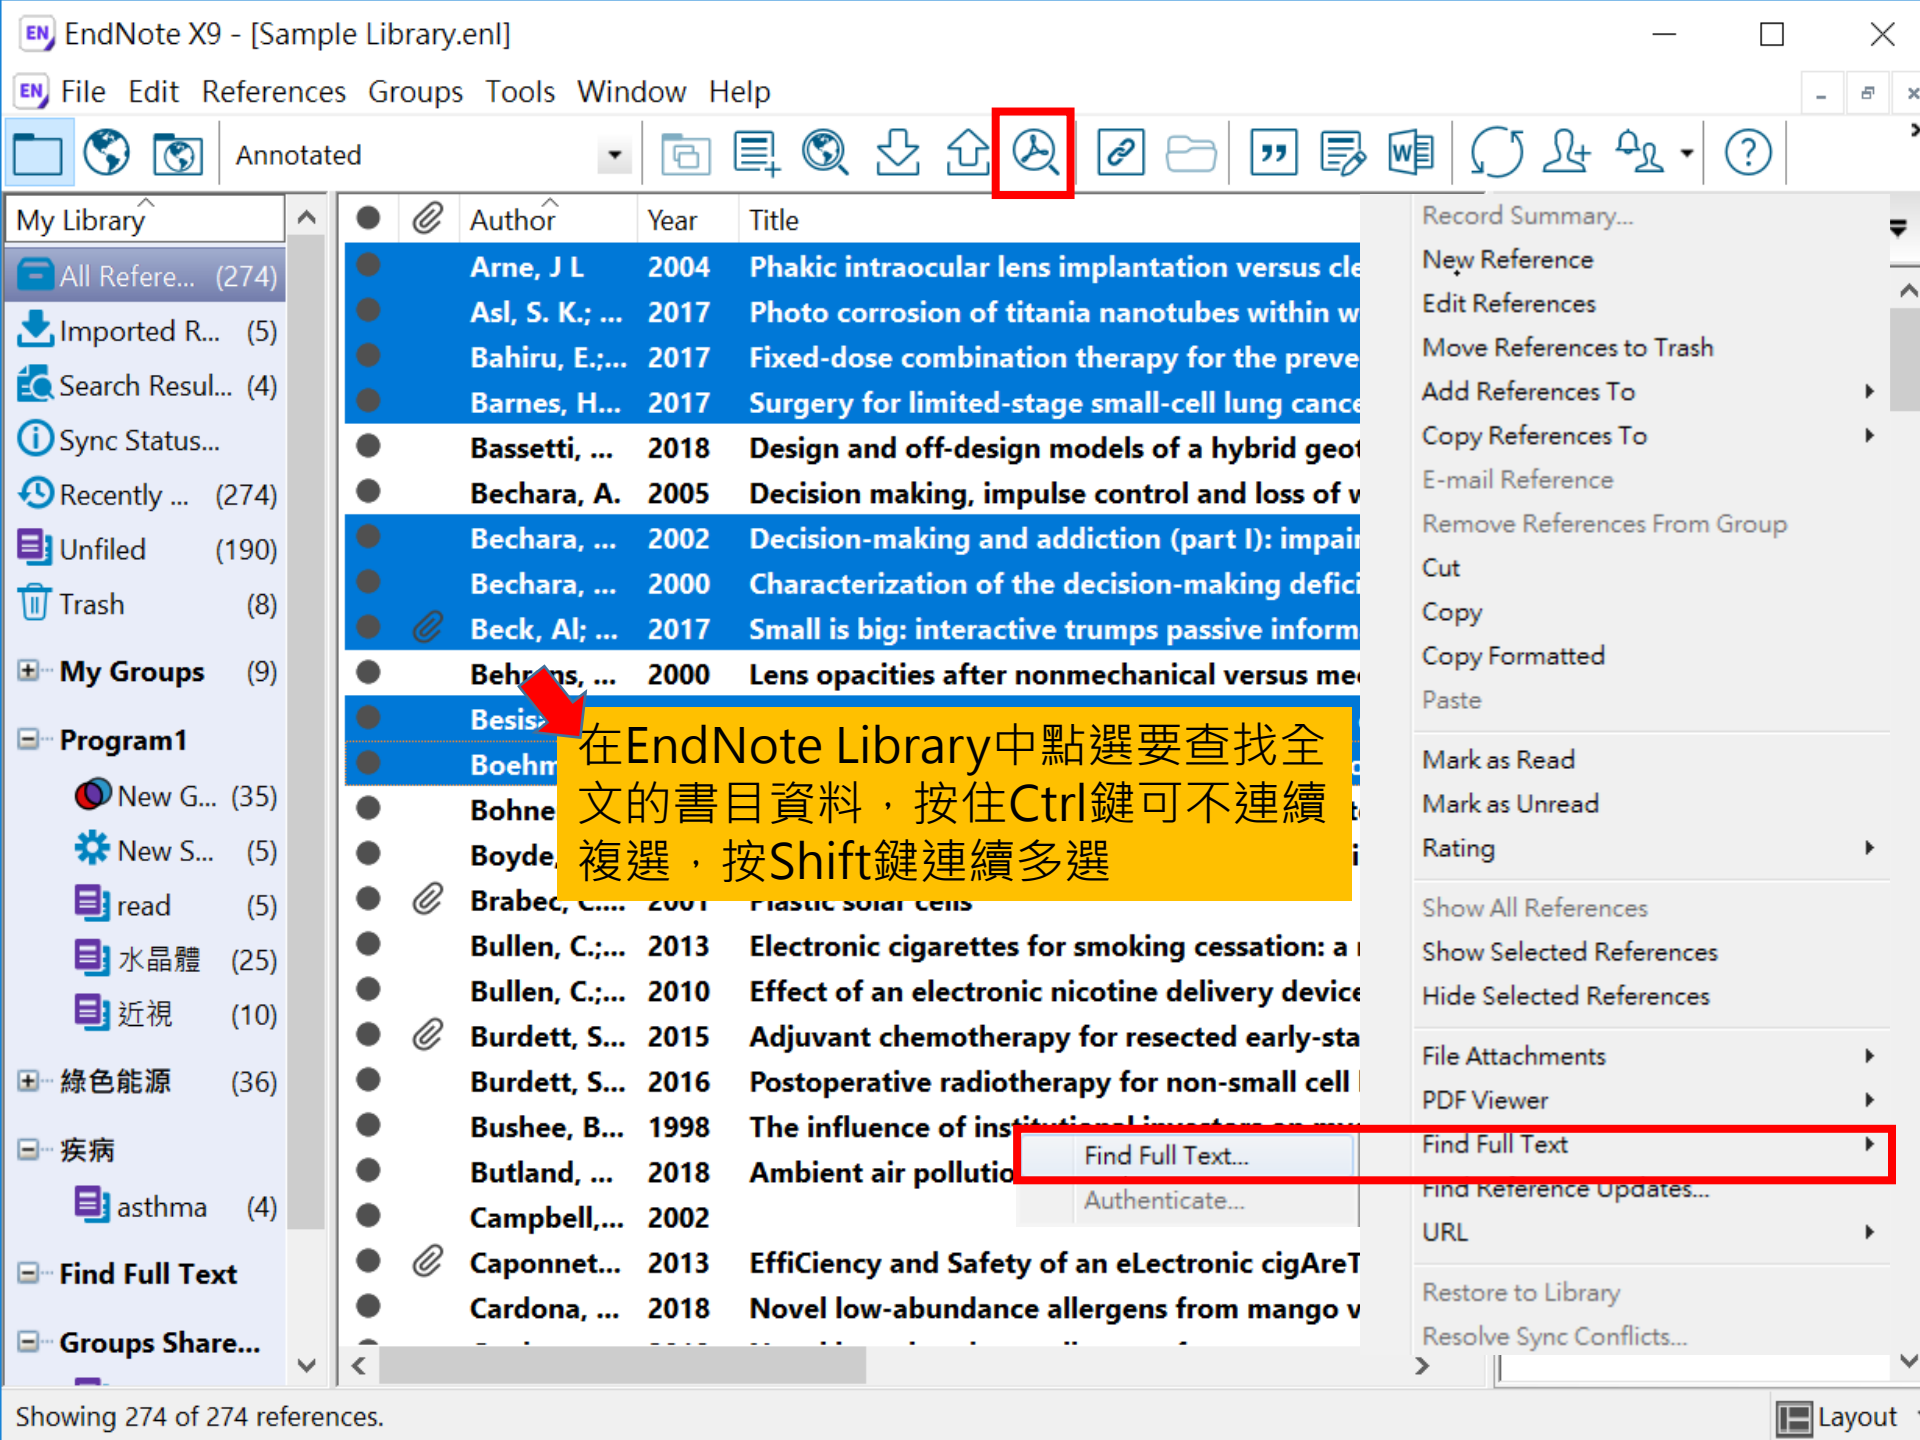 EndNote X9 - [Sample Library.enl]
File Edit References Groups Tools Window Help
Annotated
My Library
All Refere... (274)
Imported R... (5)
Search Resul... (4)
Sync Status...
Recently ... (274)
Unfiled (190)
Trash (8)
My Groups (9)
Program1
New G... (35)
New S... (5)
read (5)
水晶體 (25)
近視 (10)
綠色能源 (36)
疾病
asthma (4)
Find Full Text
Groups Share...
Author Year Title
Arne, J L 2004 Phakic intraocular lens implantation versus cle
Asl, S. K.; ... 2017 Photo corrosion of titania nanotubes within w
Bahiru, E.;... 2017 Fixed-dose combination therapy for the preve
Barnes, H... 2017 Surgery for limited-stage small-cell lung cance
Bassetti, ... 2018 Design and off-design models of a hybrid geot
Bechara, A. 2005 Decision making, impulse control and loss of w
Bechara, ... 2002 Decision-making and addiction (part I): impair
Bechara, ... 2000 Characterization of the decision-making defici
Beck, Al; ... 2017 Small is big: interactive trumps passive inform
Behrens, ... 2000 Lens opacities after nonmechanical versus me
Besis
Boehm
Bohne
Boyde,
Brabec, C.... 2001 Plastic solar cells
Bullen, C.;... 2013 Electronic cigarettes for smoking cessation: a
Bullen, C.;... 2010 Effect of an electronic nicotine delivery device
Burdett, S... 2015 Adjuvant chemotherapy for resected early-sta
Burdett, S... 2016 Postoperative radiotherapy for non-small cell
Bushee, B... 1998 The influence of institutional investors on my
Butland, ... 2018 Ambient air pollutio
Campbell,... 2002
Caponnet... 2013 EffiCiency and Safety of an eLectronic cigAreT
Cardona, ... 2018 Novel low-abundance allergens from mango v
在EndNote Library中點選要查找全
文的書目資料，按住Ctrl鍵可不連續
複選，按Shift鍵連續多選
Find Full Text...
Authenticate...
Record Summary...
New Reference
Edit References
Move References to Trash
Add References To
Copy References To
E-mail Reference
Remove References From Group
Cut
Copy
Copy Formatted
Paste
Mark as Read
Mark as Unread
Rating
Show All References
Show Selected References
Hide Selected References
File Attachments
PDF Viewer
Find Full Text
Find Reference Updates...
URL
Restore to Library
Resolve Sync Conflicts...
Showing 274 of 274 references.
Layout